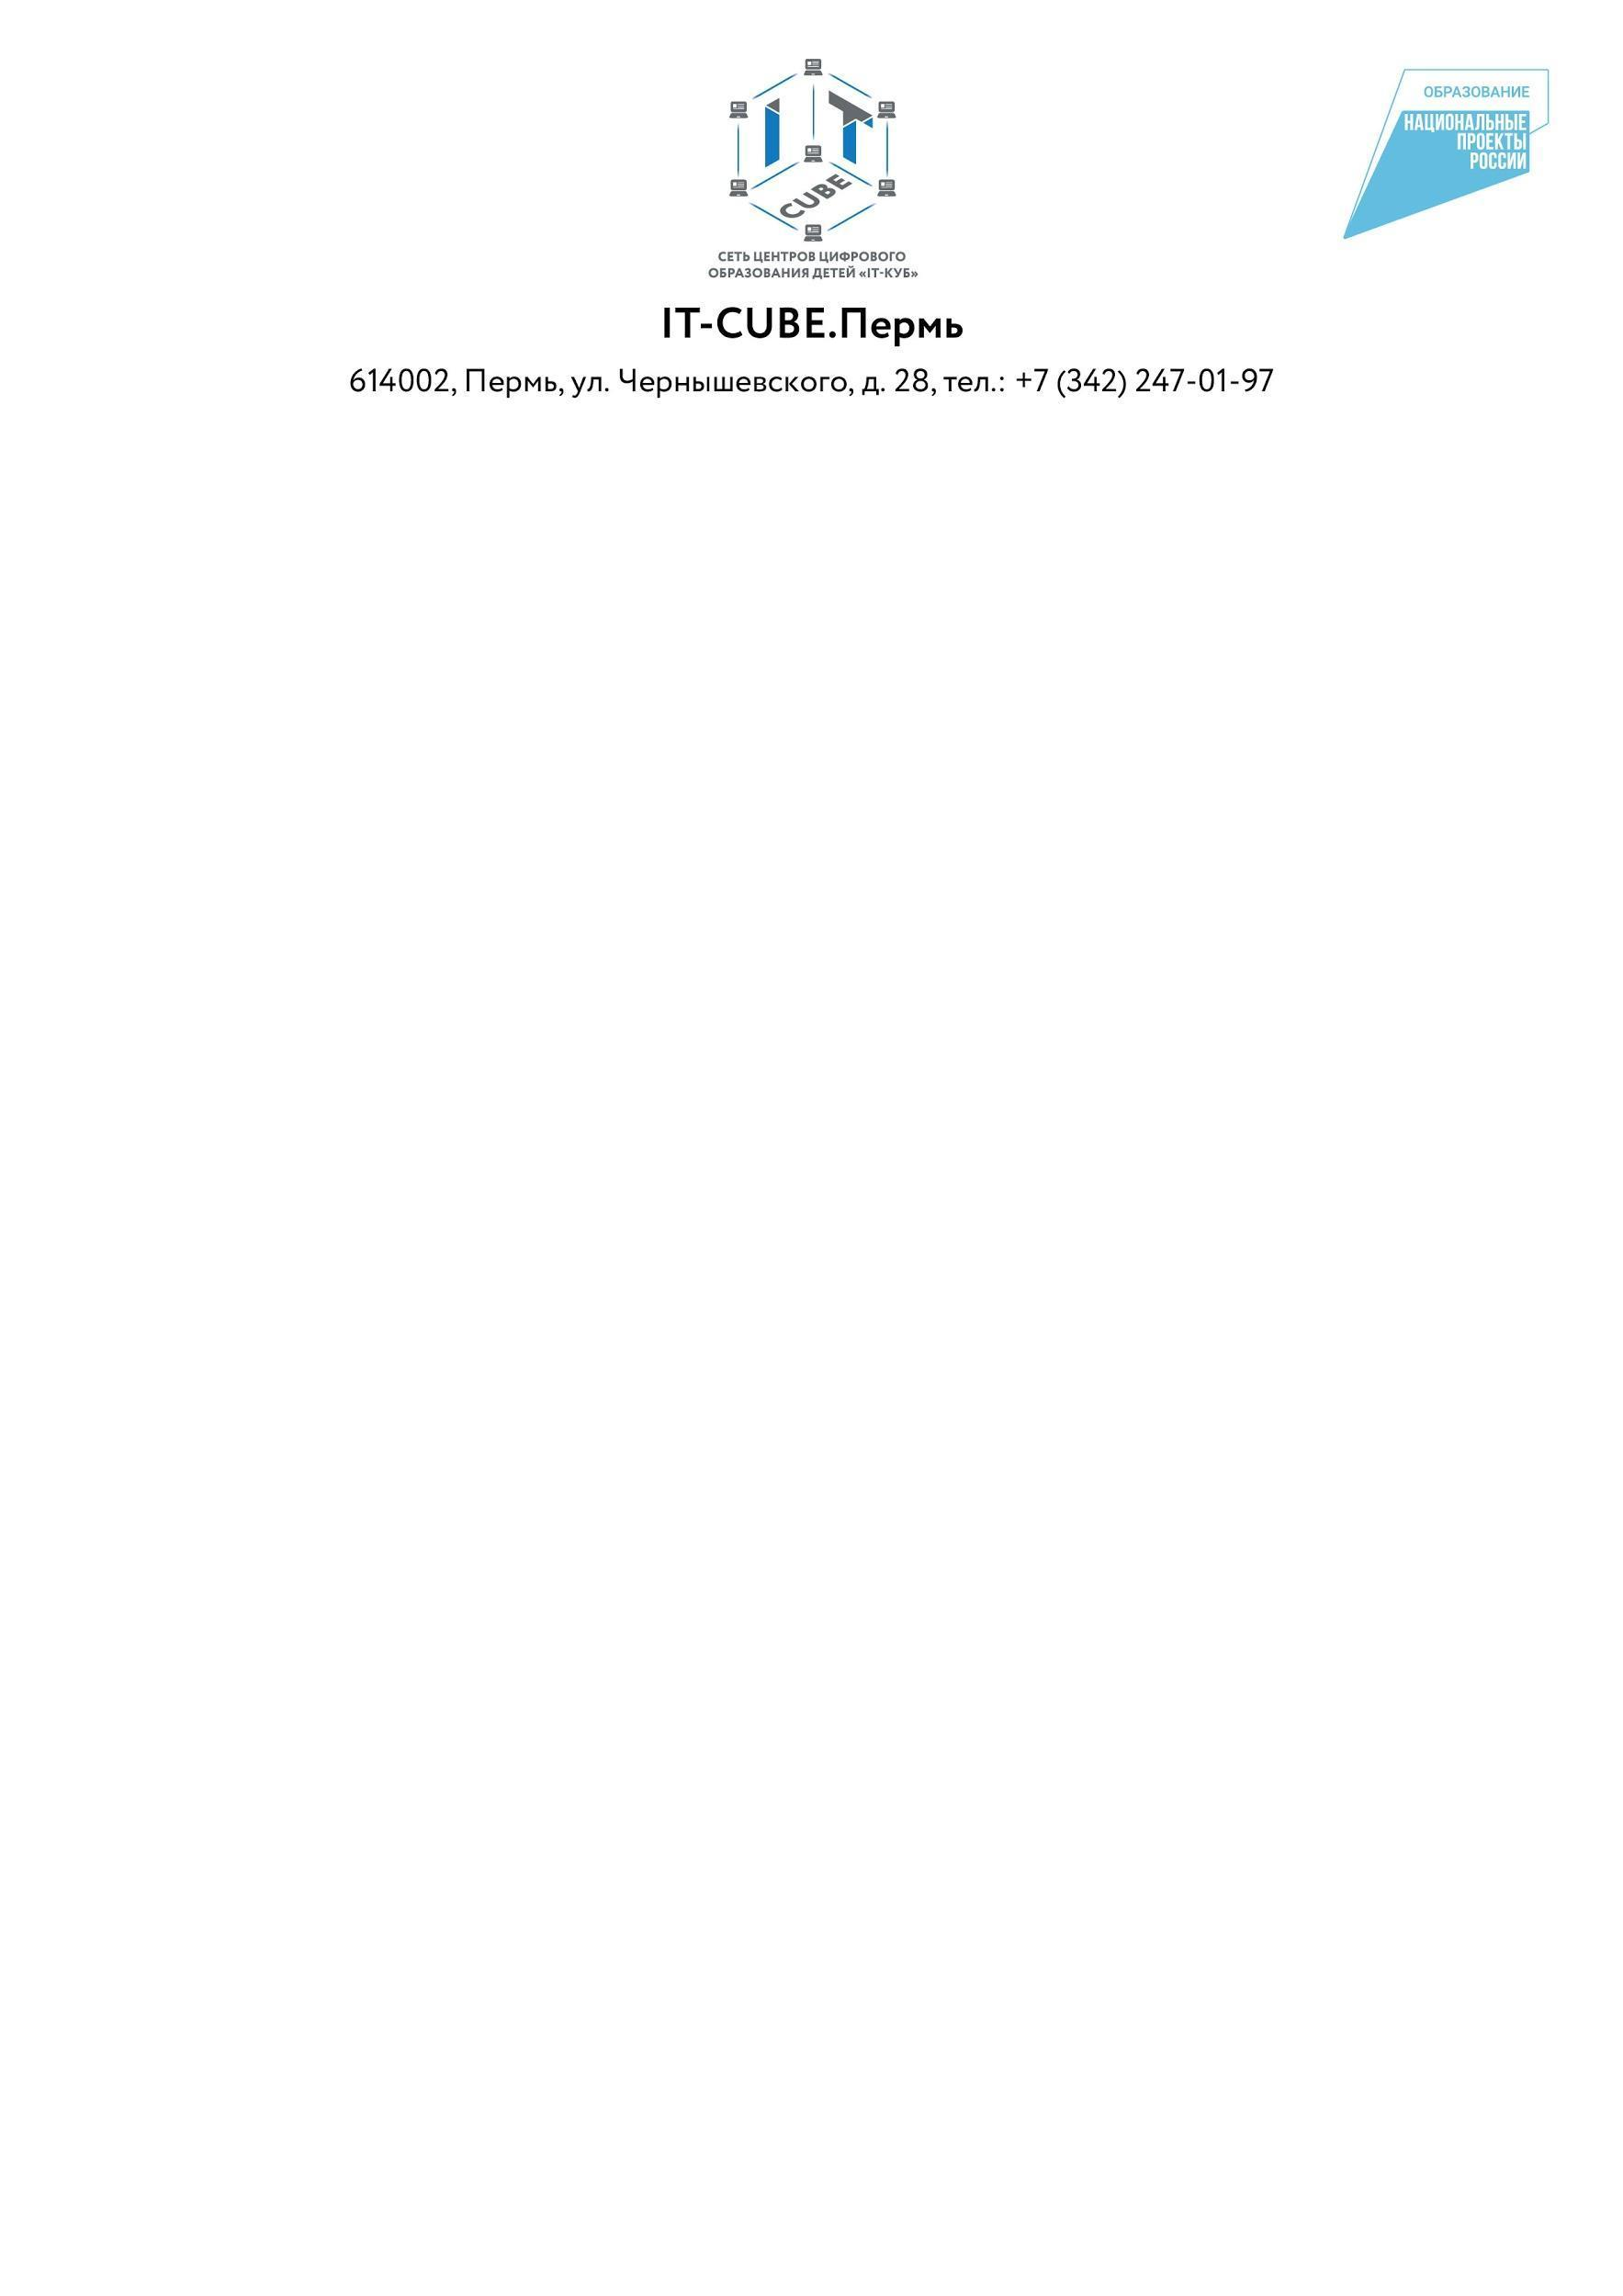 IT
CUBE
СЕТЬ ЦЕНТРОВ ЦИФРОВОГО
ОБРАЗОВАНИЯ ДЕТЕЙ «IT-КУБ»
ОБРАЗОВАНИЕ
НАЦИОНАЛЬНЫЕ
ПРОЕКТЫ
РОССИИ
IT-CUBE.Пермь
614002, Пермь, ул. Чернышевского, д. 28, тел.: +7 (342) 247-01-97